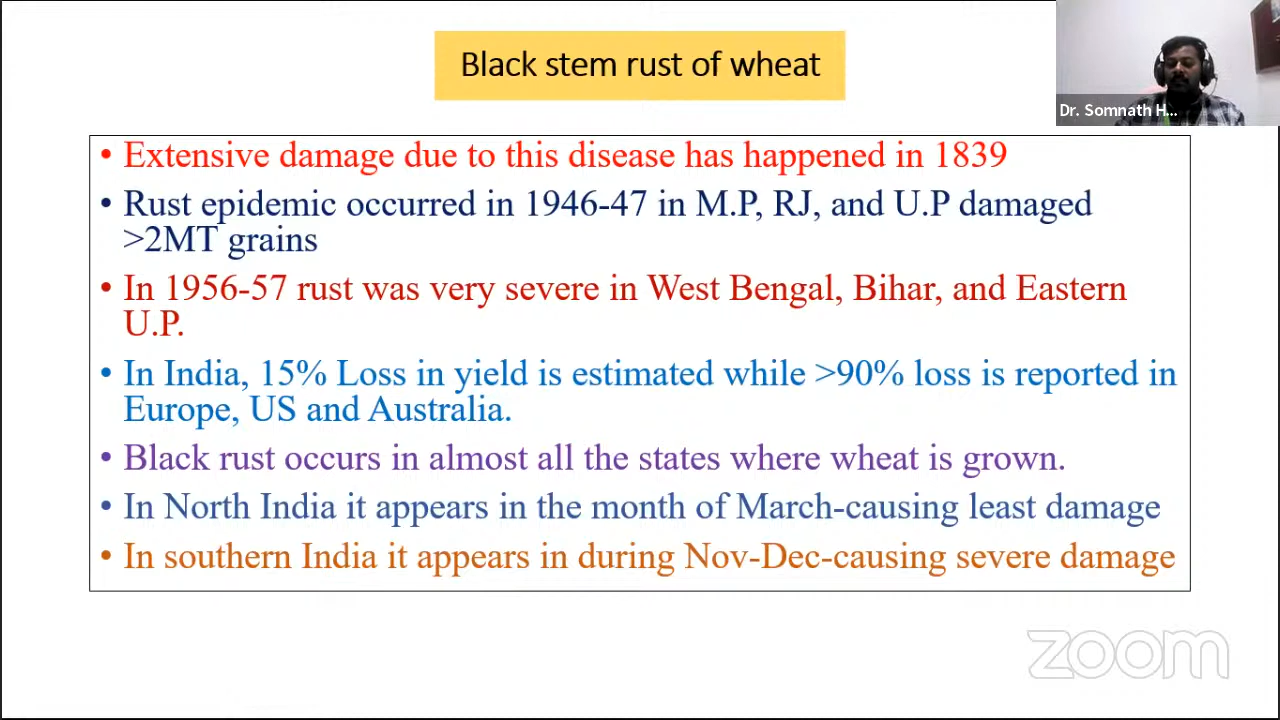 Black stem rust of wheat
Dr. Somnath H...
• Extensive damage due to this disease has happened in 1839
• Rust epidemic occurred in 1946-47 in M.P, RJ, and U.P damaged
>2MT grains
• In 1956-57 rust was very severe in West Bengal, Bihar, and Eastern
U.P.
• In India, 15% Loss in yield is estimated while >90% loss is reported in
Europe, US and Australia.
• Black rust occurs in almost all the states where wheat is grown.
• In North India it appears in the month of March-causing least damage
• In southern India it appears in during Nov-Dec-causing severe damage
zoom